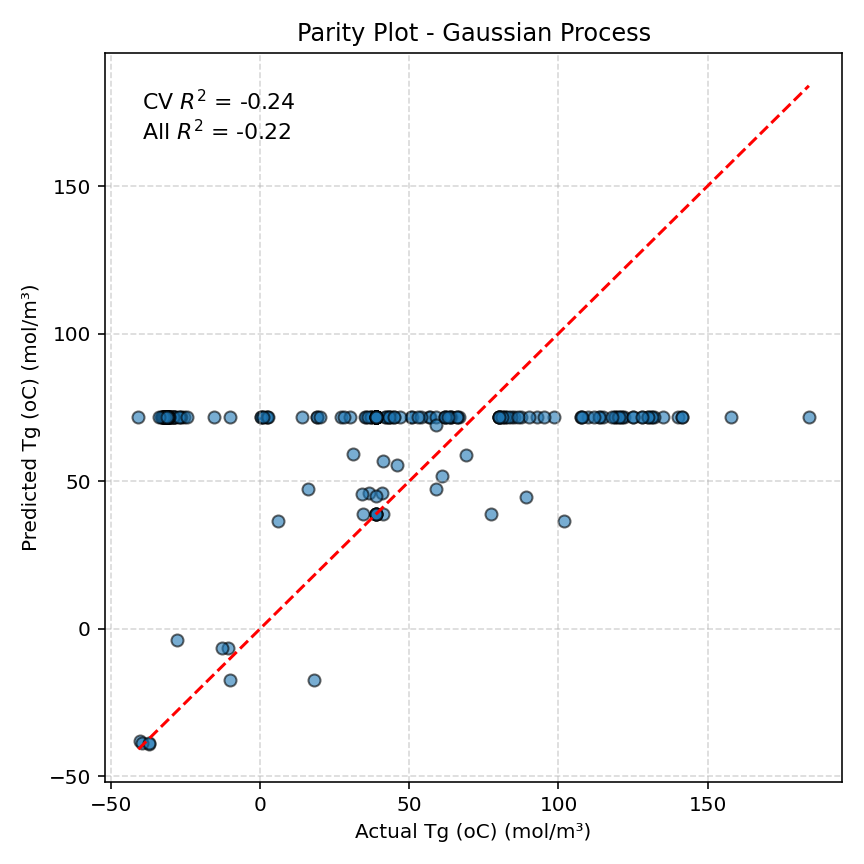 Parity Plot - Gaussian Process
CV R² = -0.24
All R² = -0.22
Predicted Tg (oC) (mol/m³)
150
100
50
0
−50
−50 0 50 100 150
Actual Tg (oC) (mol/m³)